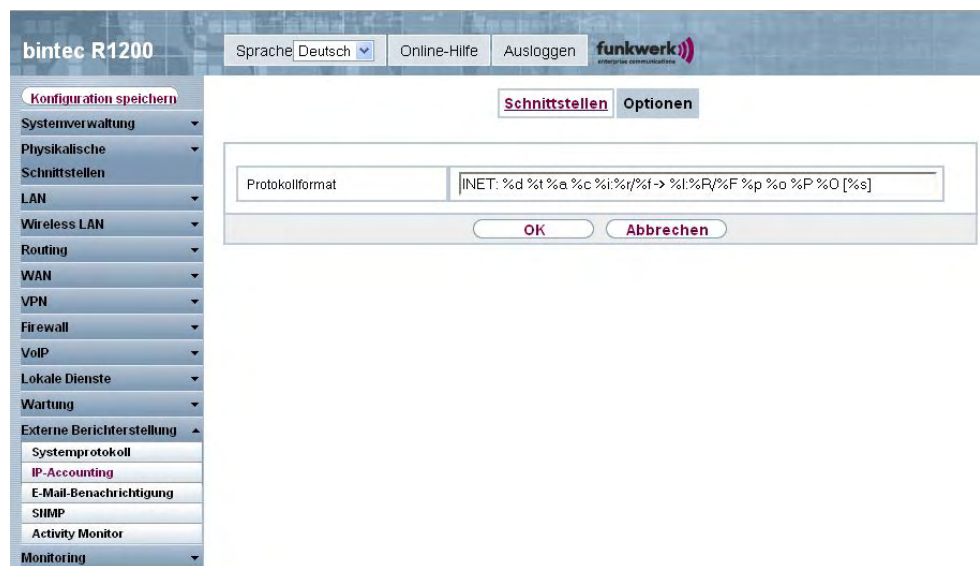 bintec R1200
Sprache Deutsch
Online-Hilfe
Ausloggen
funkwerk
enterprise communications
Konfiguration speichern
Systemverwaltung
Physikalische
Schnittstellen
LAN
Wireless LAN
Routing
WAN
VPN
Firewall
VoIP
Lokale Dienste
Wartung
Externe Berichterstellung
Systemprotokoll
IP-Accounting
E-Mail-Benachrichtigung
SNMP
Activity Monitor
Monitoring
Schnittstellen
Optionen
Protokollformat
INET: %d %t %a %c %i:%r/%f -> %I:%R/%F %p %o %P %O [%s]
OK
Abbrechen